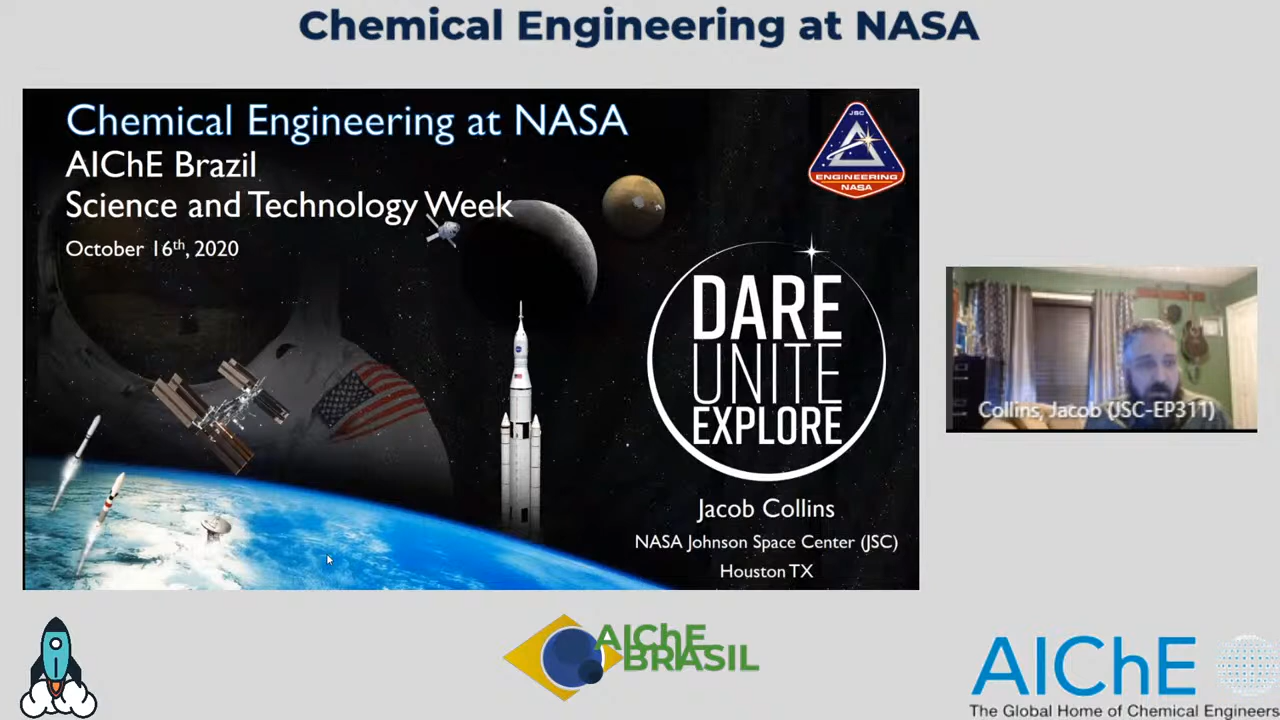 Chemical Engineering at NASA
Chemical Engineering at NASA
AIChE Brazil
Science and Technology Week
October 16th, 2020
JSC
ENGINEERING
NASA
DARE
UNITE
EXPLORE
Jacob Collins
NASA Johnson Space Center (JSC)
Houston TX
Collins, Jacob (JSC-EP311)
AIChE
BRASIL
AIChE
The Global Home of Chemical Engineers